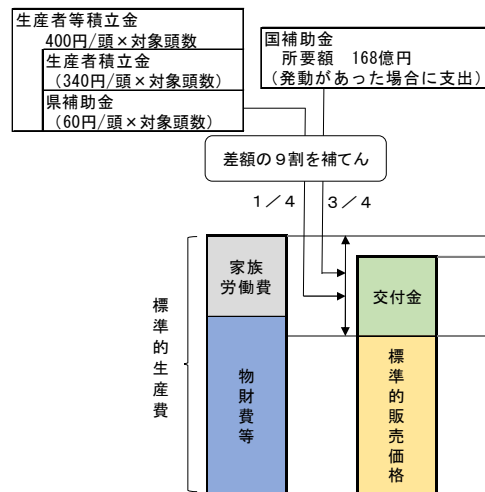 生産者等積立金
400円/頭×対象頭数
生産者積立金
(340円/頭×対象頭数)
県補助金
(60円/頭×対象頭数)
国補助金
所要額 168億円
(発動があった場合に支出)
差額の9割を補てん
1/4
3/4
標準的生産費
家族
労働費
物財費等
交付金
標準的販売価格